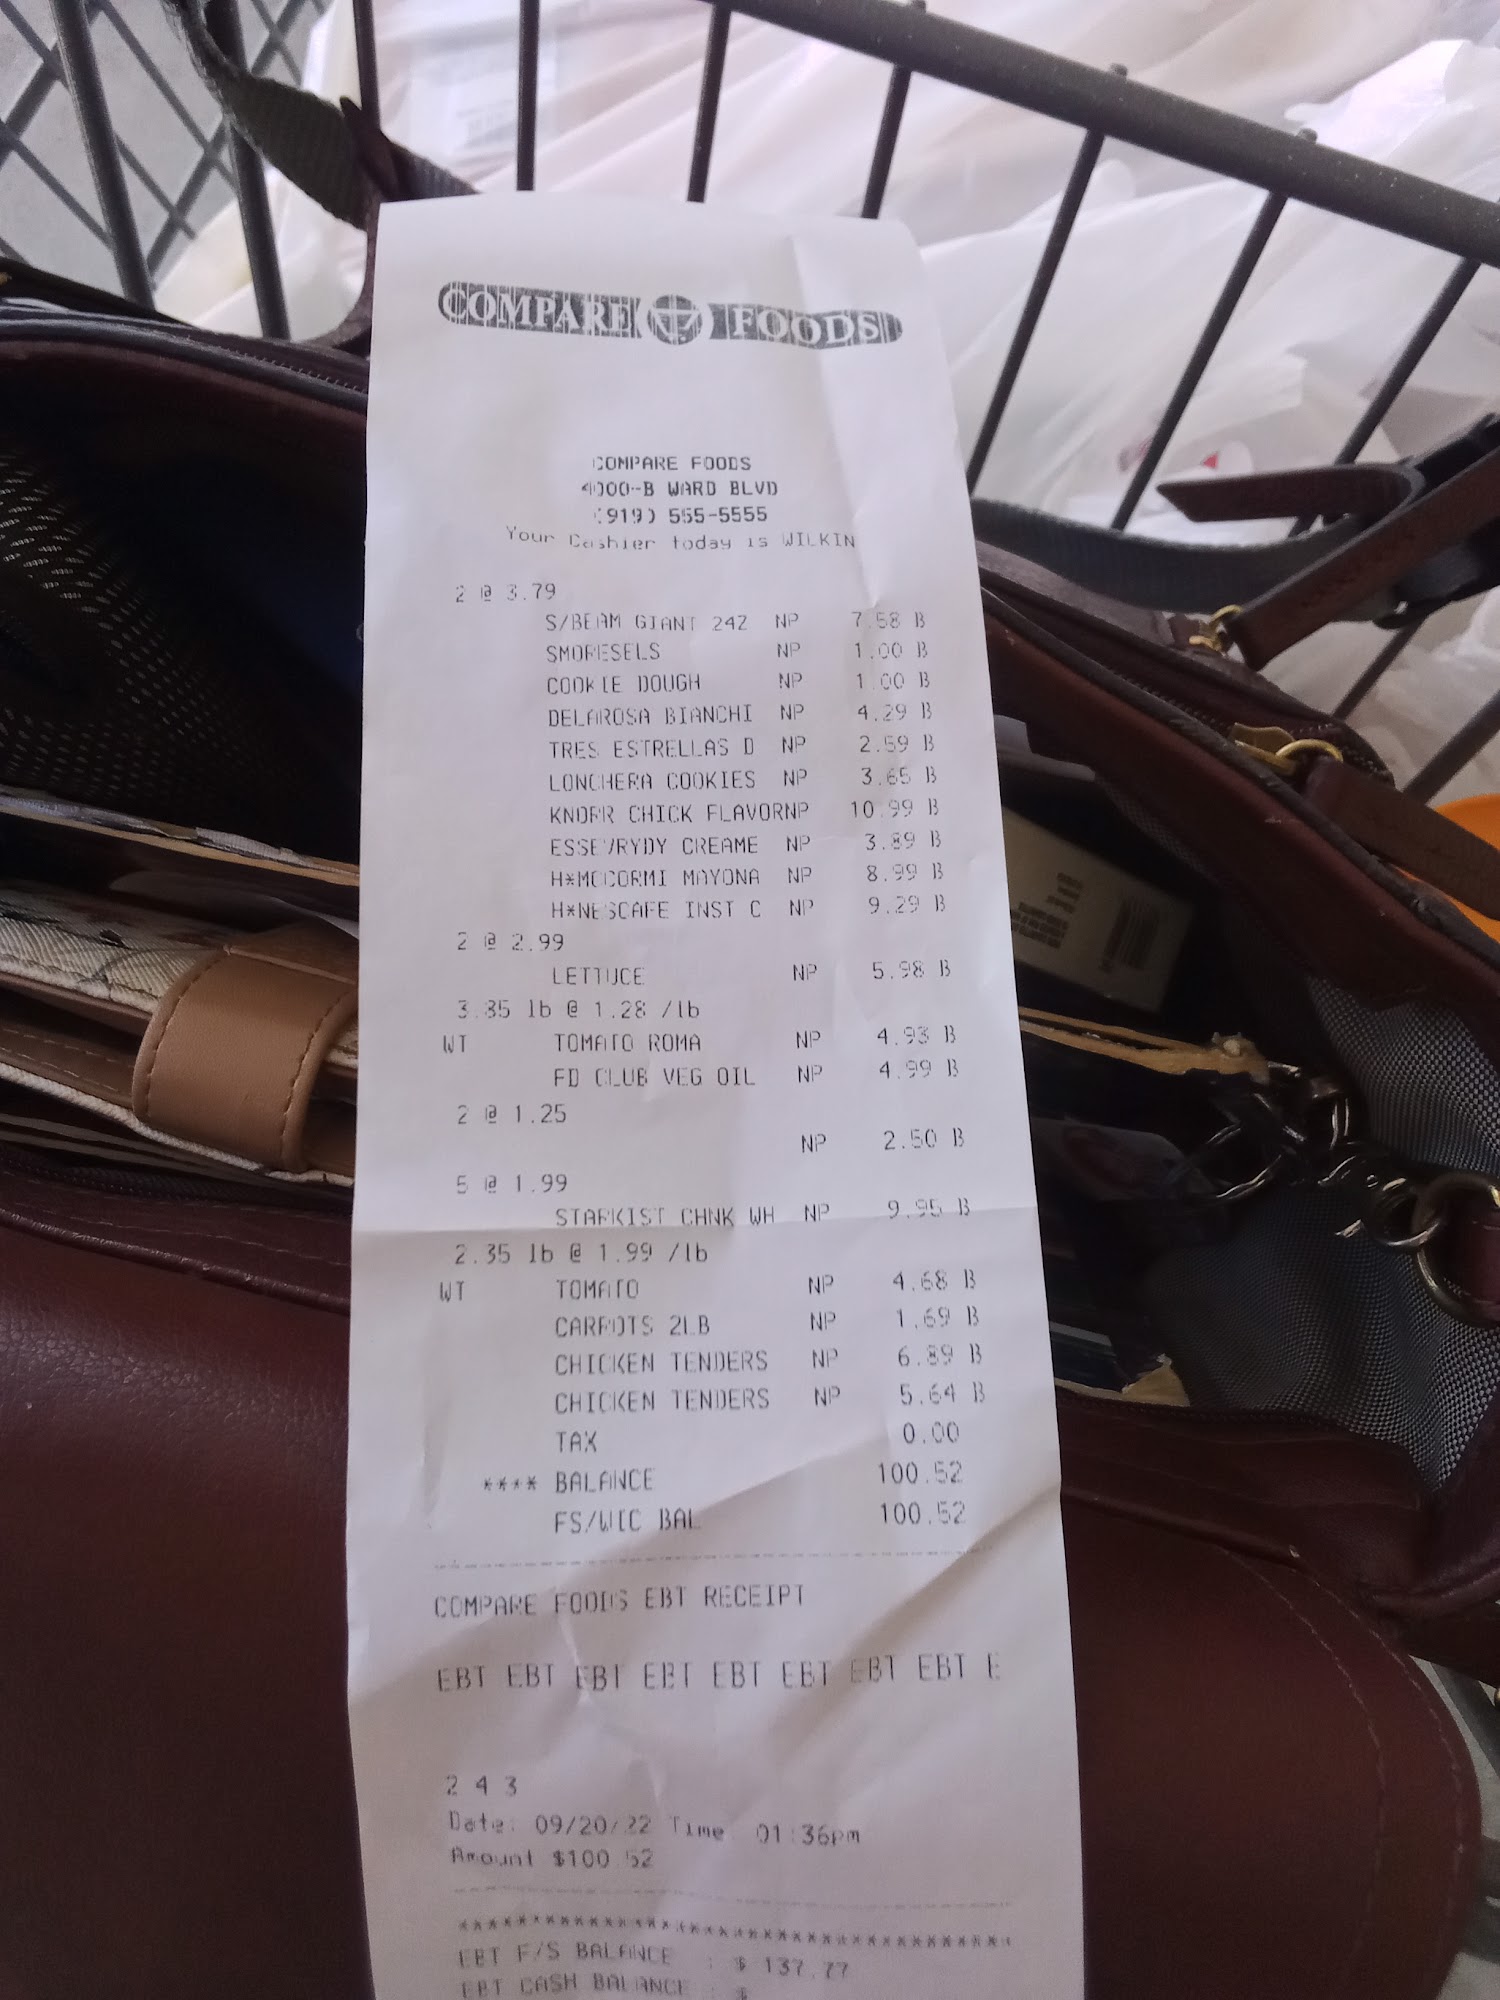 COMPARE FOODS
COMPARE FOODS
4000-B WARD BLVD
(919) 555-5555
Your Cashier today is WILKIN
2 @ 3.79
S/BEAM GIANT 24Z NP 7.58 B
SMORESELS NP 1.00 B
COOKIE DOUGH NP 1.00 B
DELAROSA BIANCHI NP 4.29 B
TRES ESTRELLAS D NP 2.59 B
LONCHERA COOKIES NP 3.65 B
KNORR CHICK FLAVORNP 10.99 B
ESSEVRYDY CREAME NP 3.89 B
H*MCCORMI MAYONA NP 8.99 B
H*NESCAFE INST C NP 9.29 B
2 @ 2.99
LETTUCE NP 5.98 B
3.85 lb @ 1.28 /lb
WT TOMATO ROMA NP 4.93 B
FD CLUB VEG OIL NP 4.99 B
2 @ 1.25
NP 2.50 B
5 @ 1.99
STARKIST CHNK WH NP 9.95 B
2.35 lb @ 1.99 /lb
WT TOMATO NP 4.68 B
CARROTS 2LB NP 1.69 B
CHICKEN TENDERS NP 6.89 B
CHICKEN TENDERS NP 5.64 B
TAX 0.00
**** BALANCE 100.52
FS/WIC BAL 100.52
COMPARE FOODS EBT RECEIPT
EBT EBT EBT EBT EBT EBT EBT EBT E
2 4 3
Date: 09/20/22 Time: 01:36pm
Amount $100.52
****************************************
EBT F/S BALANCE : $ 137.77
EBT CASH BALANCE : $